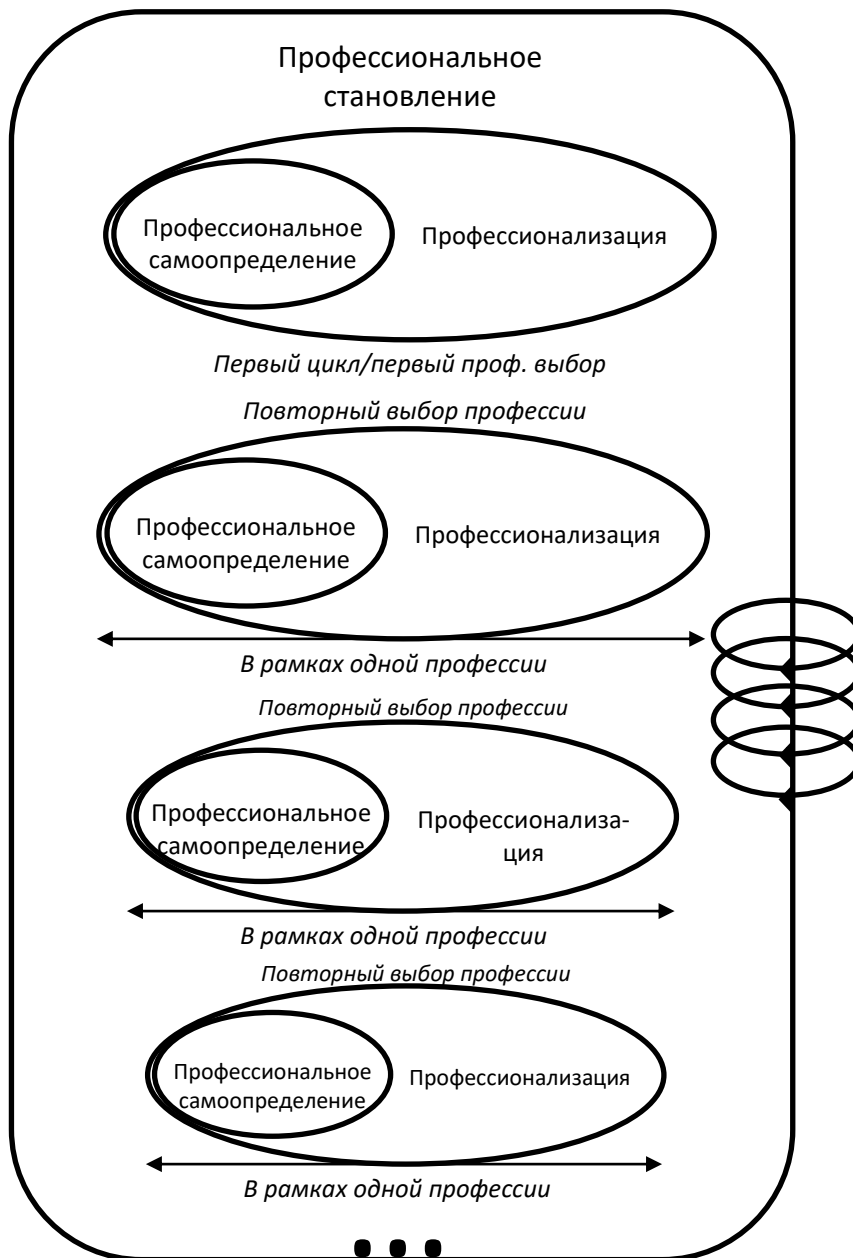 Профессиональное
становление
Профессиональное
самоопределение
Профессионализация
Первый цикл/первый проф. выбор
Повторный выбор профессии
Профессиональное
самоопределение
Профессионализация
В рамках одной профессии
Повторный выбор профессии
Профессиональное
самоопределение
Профессионализа-
ция
В рамках одной профессии
Повторный выбор профессии
Профессиональное
самоопределение
Профессионализация
В рамках одной профессии